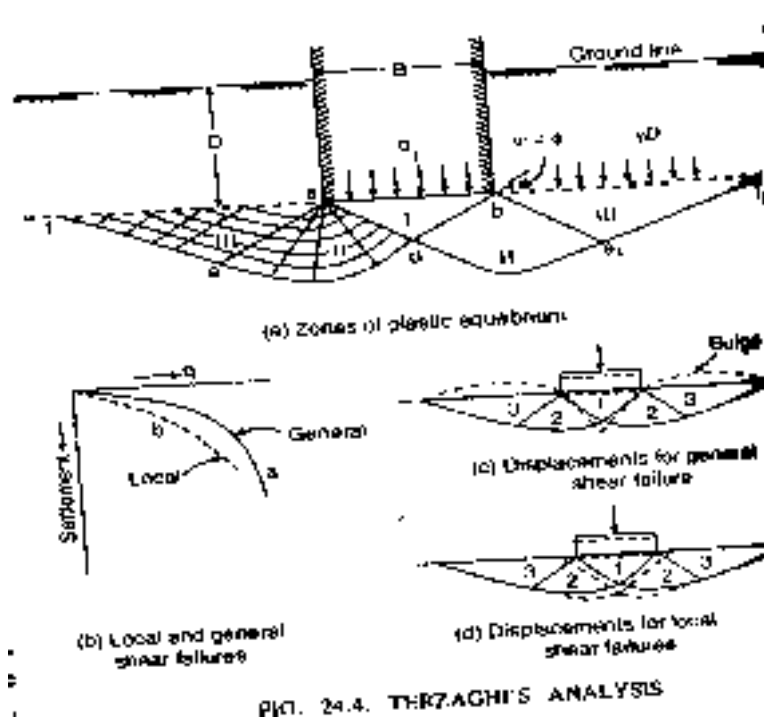 Ground line
B
D
q
γD
a
b
I
II
III
f
d
e
(a) Zones of plastic equilibrium
q
Settlement
b
General
Local
a
(b) Local and general
shear failures
Bulge
3 2 1 2 3
(c) Displacements for general
shear failure
3 2 1 2 3
(d) Displacements for local
shear failures
FIG. 24.4. TERZAGHI'S ANALYSIS